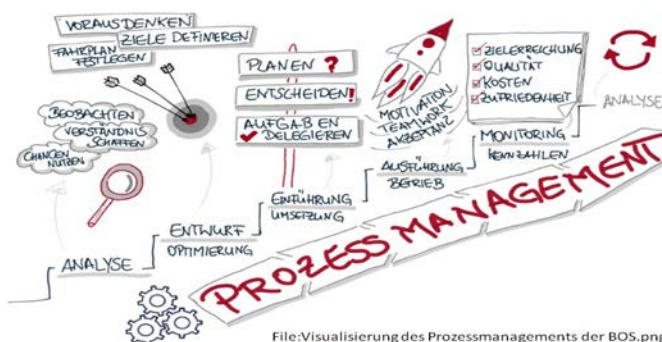 VORAUSDENKEN
ZIELE DEFINIEREN
FAHRPLAN
FESTLEGEN
BEOBACHTEN
VERSTÄNDNIS
SCHAFFEN
CHANCEN
NUTZEN
PLANEN ?
ENTSCHEIDEN!
AUFGABEN
DELEGIEREN
MOTIVATION
TEAMWORK
AKZEPTANZ
ZIELERREICHUNG
QUALITÄT
KOSTEN
ZUFRIEDENHEIT
ANALYSE
ENTWURF
OPTIMIERUNG
EINFÜHRUNG
UMSETZUNG
AUSFÜHRUNG
BETRIEB
MONITORING
KENNZAHLEN
ANALYSE
PROZESS MANAGEMENT
File:Visualisierung des Prozessmanagements der BOS.png